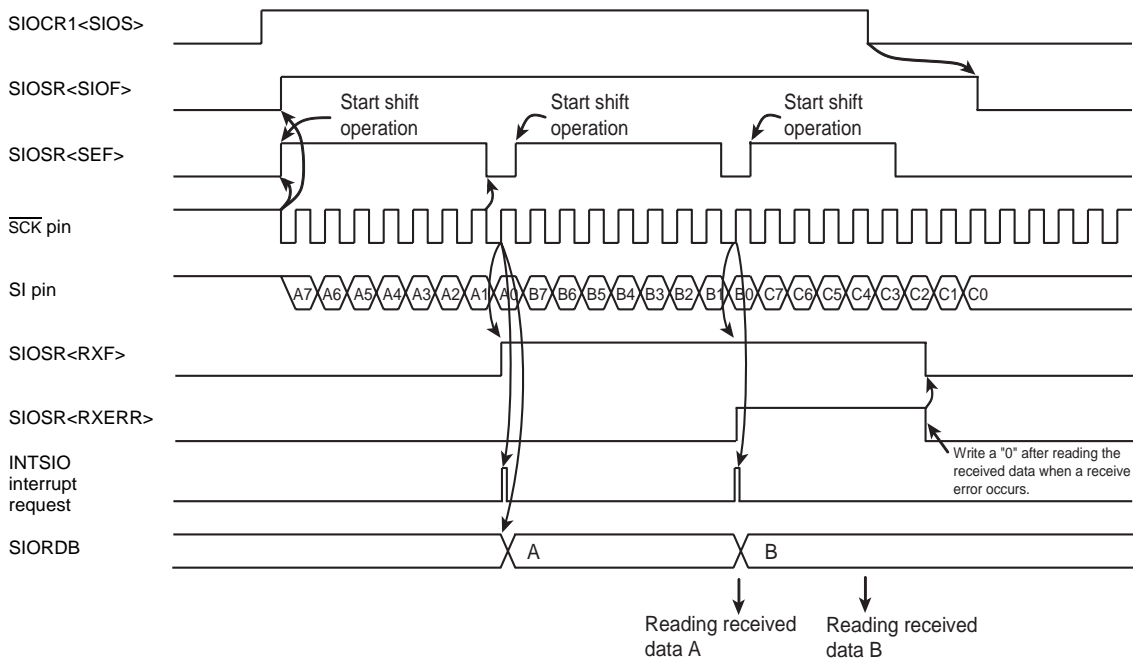 SIOCR1<SIOS>
SIOSR<SIOF>
Start shift
operation
Start shift
operation
Start shift
operation
SIOSR<SEF>
SCK pin
SI pin
A7 A6 A5 A4 A3 A2 A1 A0 B7 B6 B5 B4 B3 B2 B1 B0 C7 C6 C5 C4 C3 C2 C1 C0
SIOSR<RXF>
SIOSR<RXERR>
Write a "0" after reading the
received data when a receive
error occurs.
INTSIO
interrupt
request
SIORDB
A
B
Reading received
data A
Reading received
data B